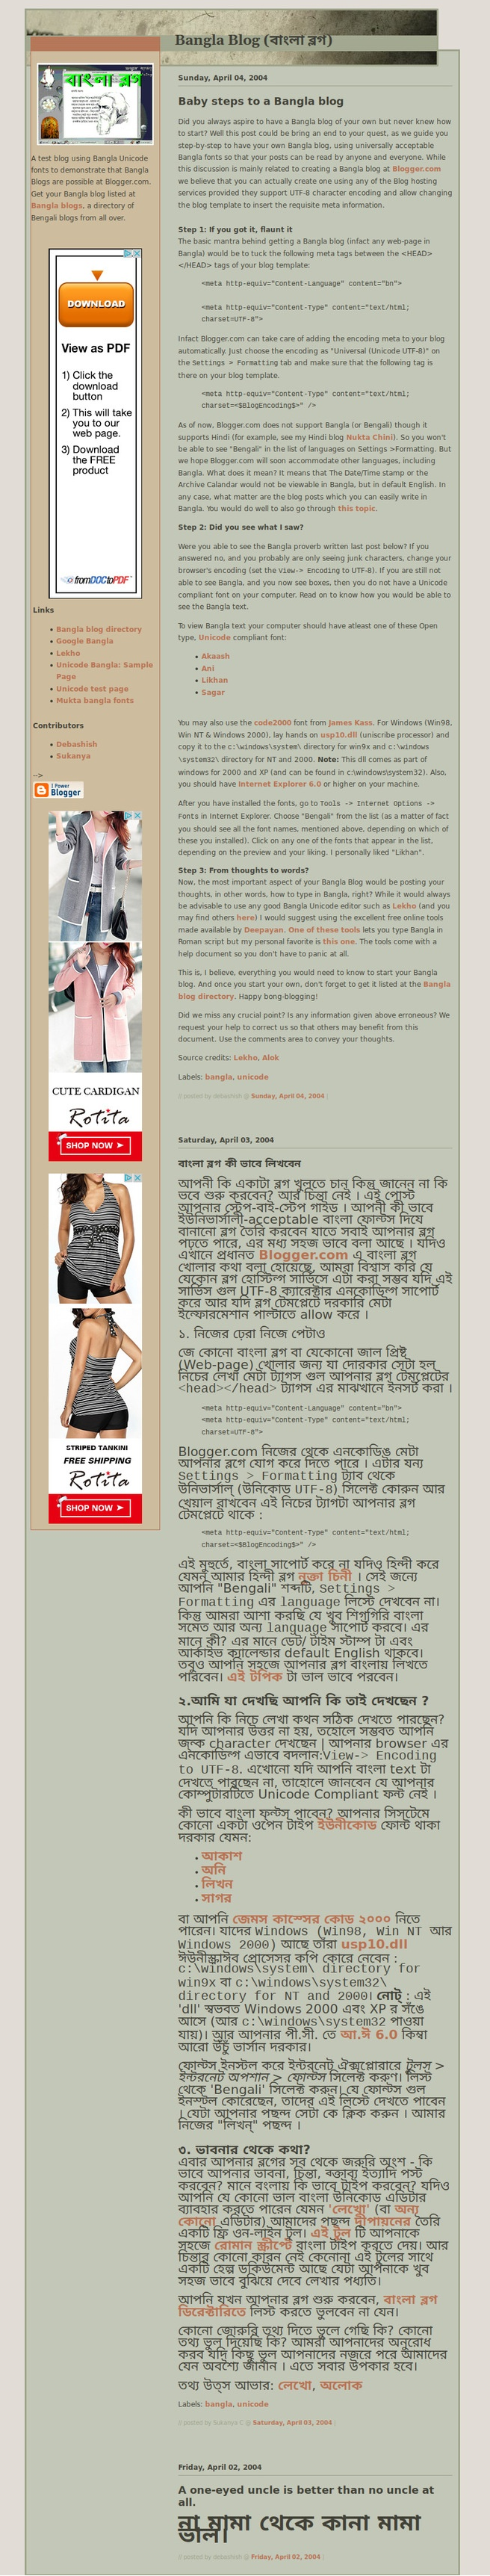 Bangla Blog (বাংলা ব্লগ)
বাংলা ব্লগ
A test blog using Bangla Unicode
fonts to demonstrate that Bangla
Blogs are possible at Blogger.com.
Get your Bangla blog listed at
Bangla blogs, a directory of
Bengali blogs from all over.
DOWNLOAD
View as PDF
1) Click the
download
button
2) This will take
you to our
web page.
3) Download
the FREE
product
fromDOCtoPDF
Links
Bangla blog directory
Google Bangla
Lekho
Unicode Bangla: Sample
Page
Unicode test page
Mukta bangla fonts
Contributors
Debashish
Sukanya
-->
I Power
Blogger
CUTE CARDIGAN
Rotita
SHOP NOW
STRIPED TANKINI
FREE SHIPPING
Rotita
SHOP NOW
Sunday, April 04, 2004
Baby steps to a Bangla blog
Did you always aspire to have a Bangla blog of your own but never knew how
to start? Well this post could be bring an end to your quest, as we guide you
step-by-step to have your own Bangla blog, using universally acceptable
Bangla fonts so that your posts can be read by anyone and everyone. While
this discussion is mainly related to creating a Bangla blog at Blogger.com
we believe that you can actually create one using any of the Blog hosting
services provided they support UTF-8 character encoding and allow changing
the blog template to insert the requisite meta information.
Step 1: If you got it, flaunt it
The basic mantra behind getting a Bangla blog (infact any web-page in
Bangla) would be to tuck the following meta tags between the <HEAD>
</HEAD> tags of your blog template:
<meta http-equiv="Content-Language" content="bn">
<meta http-equiv="Content-Type" content="text/html;
charset=UTF-8">
Infact Blogger.com can take care of adding the encoding meta to your blog
automatically. Just choose the encoding as "Universal (Unicode UTF-8)" on
the Settings > Formatting tab and make sure that the following tag is
there on your blog template.
<meta http-equiv="Content-Type" content="text/html;
charset=<$BlogEncoding$>" />
As of now, Blogger.com does not support Bangla (or Bengali) though it
supports Hindi (for example, see my Hindi blog Nukta Chini). So you won't
be able to see "Bengali" in the list of languages on Settings >Formatting. But
we hope Blogger.com will soon accommodate other languages, including
Bangla. What does it mean? It means that The Date/Time stamp or the
Archive Calandar would not be viewable in Bangla, but in default English. In
any case, what matter are the blog posts which you can easily write in
Bangla. You would do well to also go through this topic.
Step 2: Did you see what I saw?
Were you able to see the Bangla proverb written last post below? If you
answered no, and you probably are only seeing junk characters, change your
browser's encoding (set the View-> Encoding to UTF-8). If you are still not
able to see Bangla, and you now see boxes, then you do not have a Unicode
compliant font on your computer. Read on to know how you would be able to
see the Bangla text.
To view Bangla text your computer should have atleast one of these Open
type, Unicode compliant font:
Akaash
Ani
Likhan
Sagar
You may also use the code2000 font from James Kass. For Windows (Win98,
Win NT & Windows 2000), lay hands on usp10.dll (uniscribe processor) and
copy it to the c:\windows\system\ directory for win9x and c:\windows
\system32\ directory for NT and 2000. Note: This dll comes as part of
windows for 2000 and XP (and can be found in c:\windows\system32). Also,
you should have Internet Explorer 6.0 or higher on your machine.
After you have installed the fonts, go to Tools -> Internet Options ->
Fonts in Internet Explorer. Choose "Bengali" from the list (as a matter of fact
you should see all the font names, mentioned above, depending on which of
these you installed). Click on any one of the fonts that appear in the list,
depending on the preview and your liking. I personally liked "Likhan".
Step 3: From thoughts to words?
Now, the most important aspect of your Bangla Blog would be posting your
thoughts, in other words, how to type in Bangla, right? While it would always
be advisable to use any good Bangla Unicode editor such as Lekho (and you
may find others here) I would suggest using the excellent free online tools
made available by Deepayan. One of these tools lets you type Bangla in
Roman script but my personal favorite is this one. The tools come with a
help document so you don't have to panic at all.
This is, I believe, everything you would need to know to start your Bangla
blog. And once you start your own, don't forget to get it listed at the Bangla
blog directory. Happy bong-blogging!
Did we miss any crucial point? Is any information given above erroneous? We
request your help to correct us so that others may benefit from this
document. Use the comments area to convey your thoughts.
Source credits: Lekho, Alok
Labels: bangla, unicode
// posted by debashish @ Sunday, April 04, 2004 |
Saturday, April 03, 2004
বাংলা ব্লগ কী ভাবে লিখবেন
আপনী কি একাটা ব্লগ খুলতে চান কিন্তু জানেন না কি
ভবে শুরু করবেন? আর চিন্তা নেই । এই পোস্ট
আপনার স্টেপ-বাই-স্টেপ গাইড । আপনী কী ভাবে
ইউনিভার্সালী-acceptable বাংলা ফোন্টস দিযে
বানানো ব্লগ তৈরি করবেন যাতে সবাই আপনার ব্লগ
পড়তে পারে, এর মধ্য সহজ ভাবে বলা আছে । যদিও
এখানে প্রধানত Blogger.com এ বাংলা ব্লগ
খোলার কথা বলা হোয়েছে, আমরা বিশ্বাস করি যে
যেকোন ব্লগ হোস্টিংগ সার্ভিস এটা করা সম্ভব যদি এই
সার্ভিস গুল UTF-8 ক্যারেক্টার এনকোডিংগ সাপোর্ট
করে আর যদি ব্লগ টেমপ্লেটে দরকারি মেটা
ইন্ফোরমেশান পাল্টাতে allow করে ।
১. নিজের ঢেরা নিজে পেটাও
জে কোনো বাংলা ব্লগ বা যেকোনো জাল প্রিষ্ট
(Web-page) খোলার জন্য যা দোরকার সেটা হল
নিচের লেখা মেটা ট্যাগস গুল আপনার ব্লগ টেমপ্লেটের
<head></head> ট্যাগস এর মাঝখানে ইনসর্ট করা ।
<meta http-equiv="Content-Language" content="bn">
<meta http-equiv="Content-Type" content="text/html;
charset=UTF-8">
Blogger.com নিজের থেকে এনকোডিঙ মেটা
আপনার ব্লগে যোগ করে দিতে পারে । এটার যন্য
Settings > Formatting ট্যাব থেকে
উনিভার্সাল্ (উনিকোড UTF-8) সিলেক্ট কোরুন আর
খেয়াল রাখবেন এই নিচের ট্যাগটা আপনার ব্লগ
টেমপ্লেটে থাকে :
<meta http-equiv="Content-Type" content="text/html;
charset=<$BlogEncoding$>" />
এই মুহুর্তে, বাংলা সাপোর্ট করে না যদিও হিন্দী করে
যেমন আমার হিন্দী ব্লগ নুক্তা চিনী । সেই জন্যে
আপনি "Bengali" শব্দটি, Settings >
Formatting এর language লিস্টে দেখবেন না।
কিন্তু আমরা আশা করছি যে খুব শিগ্গিরি বাংলা
সমেত আর অন্য language সাপোর্ট করবে। এর
মানে কী? এর মানে ডেট/ টাইম স্টাম্প টা এবং
আর্কাইভ ক্যালেন্ডার default English থাকবে।
তবুও আপনি সহজে আপনার ব্লগ বাংলায় লিখতে
পারবেন। এই টপিক টা ভাল ভাবে পরবেন।
২.আমি যা দেখছি আপনি কি তাই দেখছেন ?
আপনি কি নিচে লেখা কথন সঠিক দেখতে পারছেন?
যদি আপনার উত্তর না হয়, তহোলে সম্ভবত আপনি
জন্ক character দেখছেন | আপনার browser এর
এনকোডিংগ এভাবে বদলান:View-> Encoding
to UTF-8. এখোনো যদি আপনি বাংলা text টা
দেখতে পারছেন না, তাহোলে জানবেন যে আপনার
কোম্পুটারটিতে Unicode Compliant ফন্ট নেই ।
কী ভাবে বাংলা ফন্ট্স পাবেন? আপনার সিস্টেমে
কোনো একটা ওপেন টাইপ ইউনীকোড ফোন্ট থাকা
দরকার যেমন:
আকাশ
অনি
লিখন
সাগর
বা আপনি জেমস কাস্সের কোড ২০০০ নিতে
পারেন। যাদের Windows (Win98, Win NT আর
Windows 2000) আছে তাঁরা usp10.dll
ঈউনীস্ক্রাঈব প্রোসেসর কপি কোরে নেবেন :
c:\windows\system\ directory for
win9x বা c:\windows\system32\
directory for NT and 2000। নোট্ : এই
'dll' স্বভবত Windows 2000 এবং XP র সঁঙে
আসে (আর c:\windows\system32 পাওয়া
যায়)। আর আপনার পী.সী. তে আ.ঈ 6.0 কিম্বা
আরো উঁচু ভার্সান দরকার।
ফোল্টস ইনস্টল করে ইন্টরনেট ঐক্সপ্লোরারে টুলস >
ইন্টরনেট অপশান > ফোন্টস সিলেক্ট করুণ। লিস্ট
থেকে 'Bengali' সিলেক্ট করুন। যে ফোন্টস গুল
ইনস্টল কোরেছেন, তাদের এই লিস্টে দেখতে পাবেন
। যেটা আপনার পছন্দ সেটা কে ক্লিক করুন । আমার
নিজের "লিখন্" পছন্দ ।
৩. ভাবনার থেকে কথা?
এবার আপনার ব্লগের সব থেকে জরুরি অংশ - কি
ভাবে আপনার ভাবনা, চিন্তা, বক্তাব্য ইত্যাদি পস্ট
করবেন? মানে বাংলায় কি ভাবে টাইপ করবেন? যদিও
আপনি যে কোনো ভাল বাংলা উনিকোড এডিটার
ব্যাবহার করতে পারেন যেমন 'লেখো' (বা অন্য
কোনো এডিটার) আমাদের পছন্দ দীপায়নের তৈরি
একটি ফ্রি ওন-লাইন টুল। এই টুল টি আপনাকে
সহজে রোমান স্ক্রীপ্টে বাংলা টাইপ করতে দেয়। আর
চিন্তার কোনো কারন নেই কেনোনা এই টুলের সাথে
একটি হেল্প ডকিউমেন্ট আছে যেটা আপনাকে খুব
সহজ ভাবে বুঝিয়ে দেবে লেখার পধ্যতি।
আপনি যখন আপনার ব্লগ শুরু করবেন, বাংলা ব্লগ
ডিরেক্টারিতে লিস্ট করতে ভুলবেন না যেন।
কোনো জোরুরি তথ্য দিতে ভুলে গেছি কি? কোনো
তথ্য ভুল দিয়েছি কি? আমরা আপনাদের অনুরোধ
করব যদি কিছু ভুল আপনাদের নজরে পরে আমাদের
যেন অবশ্যে জানান । এতে সবার উপকার হবে।
তথ্য উত্স আভার: লেখো, অলোক
Labels: bangla, unicode
// posted by Sukanya C @ Saturday, April 03, 2004 |
Friday, April 02, 2004
A one-eyed uncle is better than no uncle at
all.
না মামা থেকে কানা মামা
ভাল।
// posted by debashish @ Friday, April 02, 2004 |